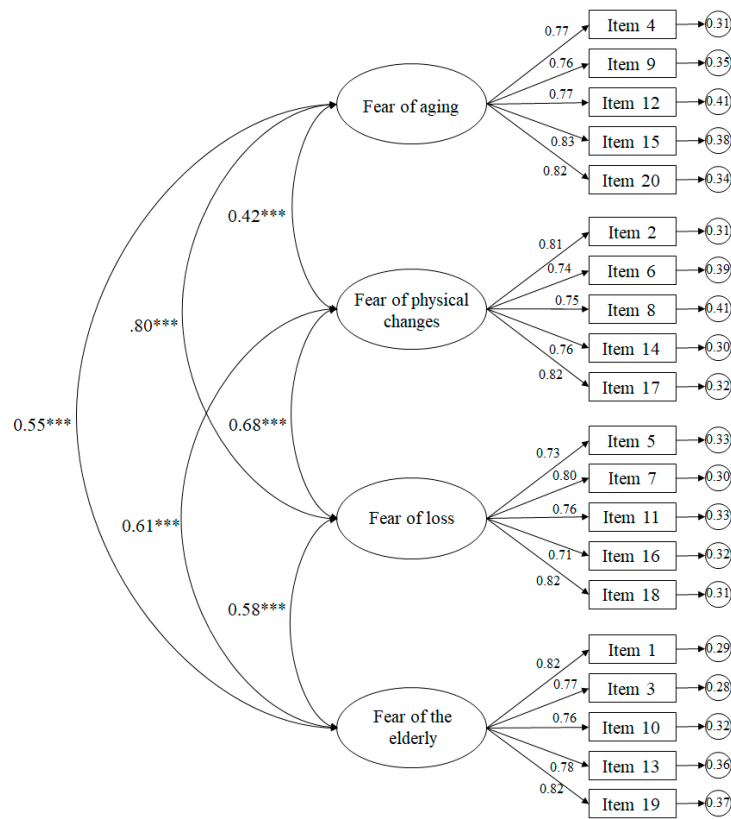 0.77 Item 4 0.31
0.76 Item 9 0.35
Fear of aging 0.77 Item 12 0.41
0.83 Item 15 0.38
0.82 Item 20 0.34
0.42***
0.81 Item 2 0.31
0.74 Item 6 0.39
Fear of physical
changes
0.75 Item 8 0.41
.80***
0.76 Item 14 0.30
0.82 Item 17 0.32
0.55***
0.68***
0.73 Item 5 0.33
0.80 Item 7 0.30
Fear of loss 0.76 Item 11 0.33
0.61***
0.71 Item 16 0.32
0.82 Item 18 0.31
0.58***
0.82 Item 1 0.29
0.77 Item 3 0.28
Fear of the
elderly
0.76 Item 10 0.32
0.78 Item 13 0.36
0.82 Item 19 0.37